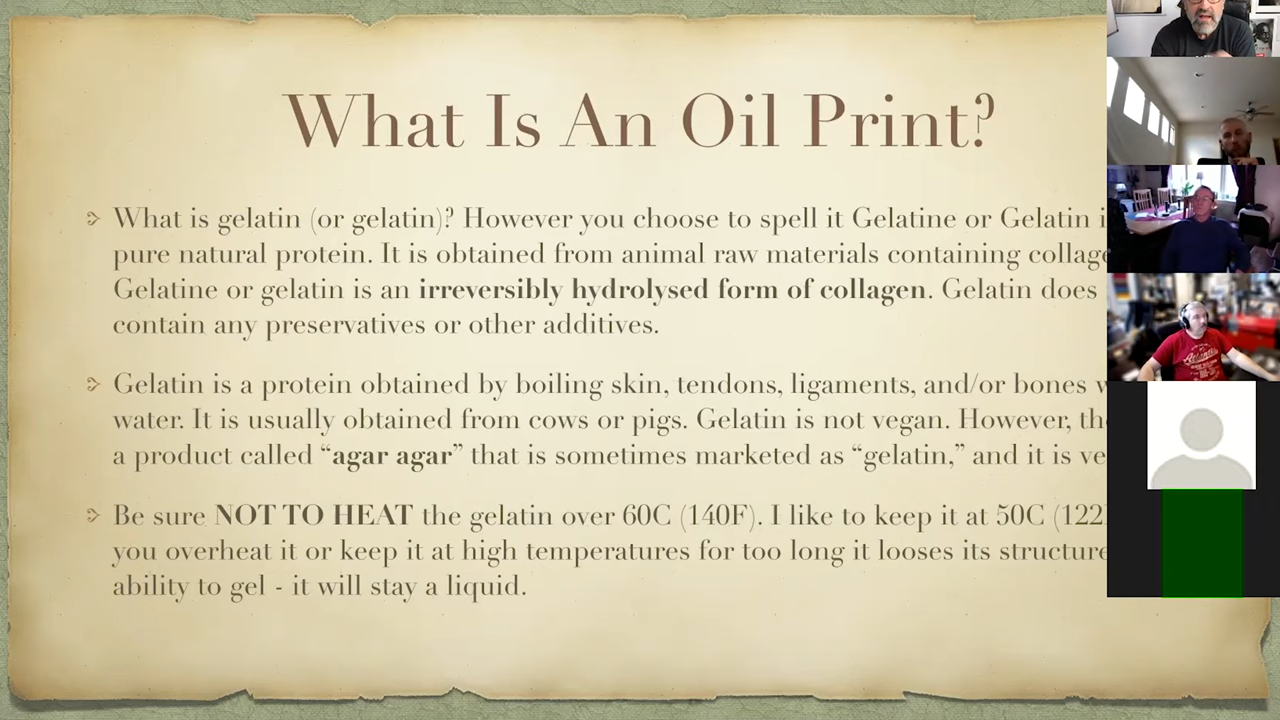 What Is An Oil Print?
What is gelatin (or gelatin)? However you choose to spell it Gelatine or Gelatin
pure natural protein. It is obtained from animal raw materials containing
Gelatine or gelatin is an irreversibly hydrolysed form of collagen. Gelatin does
contain any preservatives or other additives.
Gelatin is a protein obtained by boiling skin, tendons, ligaments, and/or bones
water. It is usually obtained from cows or pigs. Gelatin is not vegan. However,
a product called “agar agar” that is sometimes marketed as “gelatin,” and it is
Be sure NOT TO HEAT the gelatin over 60C (140F). I like to keep it at 50C (122
you overheat it or keep it at high temperatures for too long it looses its structure
ability to gel - it will stay a liquid.